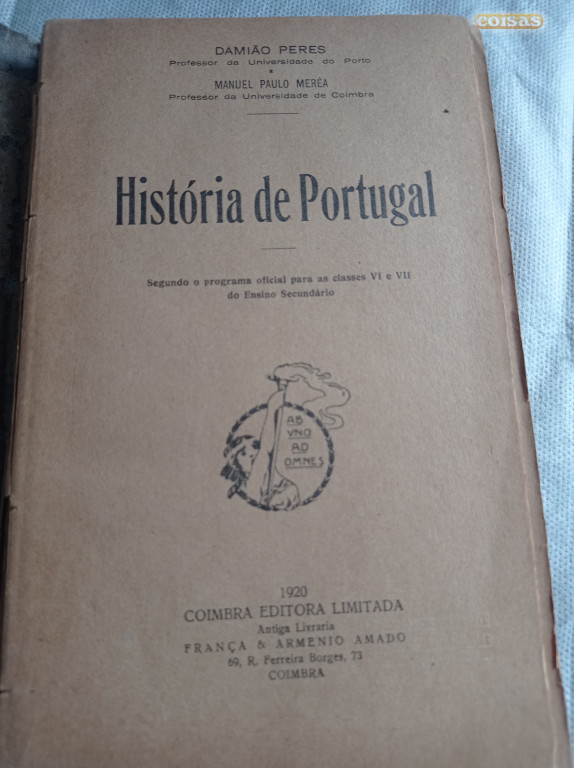 coisas
DAMIÃO PERES
Professor da Universidade do Porto
E
MANUEL PAULO MERÊA
Professor da Universidade de Coimbra
História de Portugal
Segundo o programa oficial para as classes VI e VII
do Ensino Secundário
AB
VNO
AD
OMNES
1920
COIMBRA EDITORA LIMITADA
Antiga Livraria
FRANÇA & ARMENIO AMADO
69, R. Ferreira Borges, 73
COIMBRA